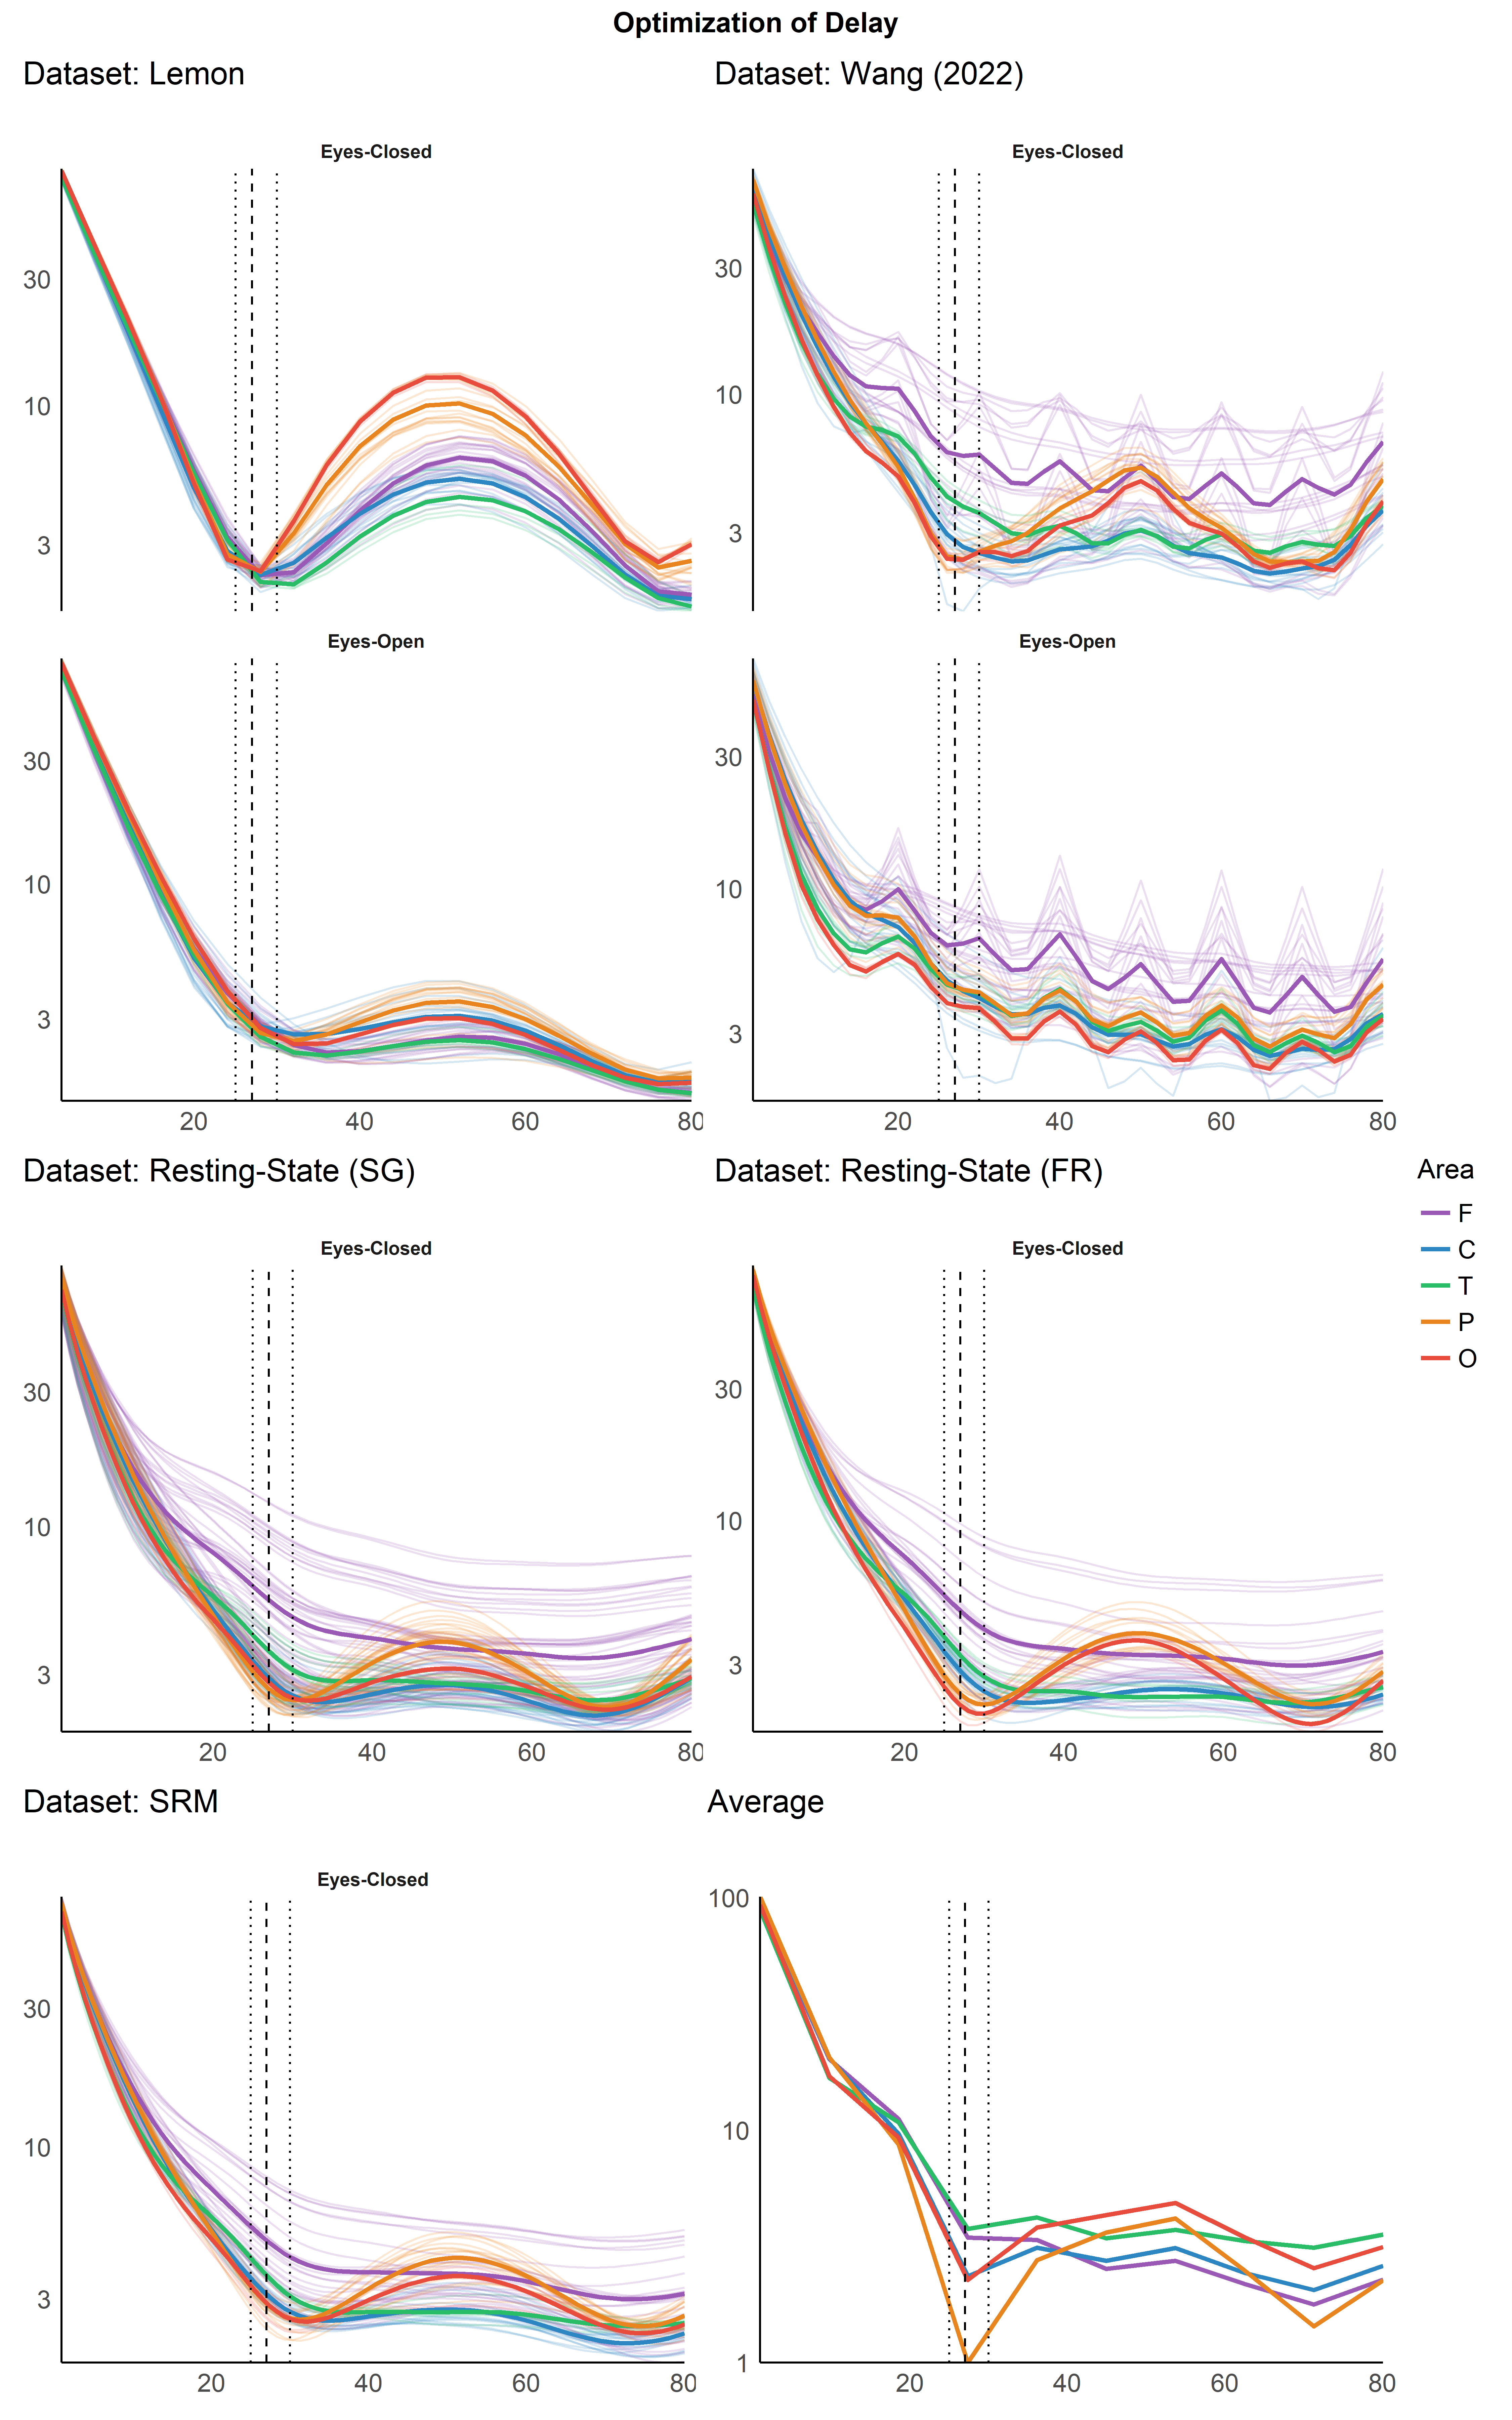 Optimization of Delay
Dataset: Lemon
Dataset: Wang (2022)
Eyes-Closed
Eyes-Closed
30
10
3
30
10
3
Eyes-Open
Eyes-Open
30
10
3
20 40 60 80
30
10
3
20 40 60 80
Dataset: Resting-State (SG)
Dataset: Resting-State (FR)
Eyes-Closed
Eyes-Closed
30
10
3
20 40 60 80
30
10
3
20 40 60 80
Area
F
C
T
P
O
Dataset: SRM
Average
Eyes-Closed
30
10
3
20 40 60 80
100
10
1
20 40 60 80